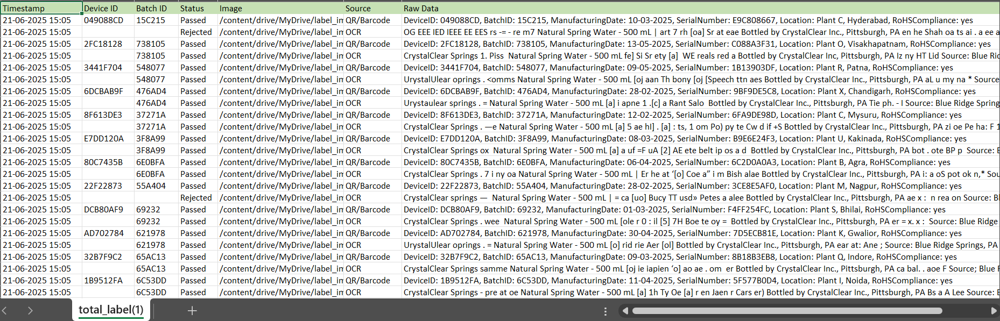 Timestamp Device ID Batch ID Status Image Source Raw Data
21-06-2025 15:05 049088CD 15C215 Passed /content/drive/MyDrive/label_im QR/Barcode DeviceID: 049088CD, BatchID: 15C215, ManufacturingDate: 10-03-2025, SerialNumber: E9C808667, Location: Plant C, Hyderabad, RoHSCompliance: yes
21-06-2025 15:05 Rejected /content/drive/MyDrive/label_im OCR OG EEE IED IEEE EE EES rs -= - re m7 Natural Spring Water - 500 mL | art 7 rh [oa] Sr at eae Bottled by CrystalClear Inc., Pittsburgh, PA en he Shah oa ts ai . a ee a
21-06-2025 15:05 2FC18128 738105 Passed /content/drive/MyDrive/label_im QR/Barcode DeviceID: 2FC18128, BatchID: 738105, ManufacturingDate: 13-05-2025, SerialNumber: C088A3F31, Location: Plant O, Visakhapatnam, RoHSCompliance: yes
21-06-2025 15:05 738105 Passed /content/drive/MyDrive/label_im OCR CrystalClear Springs 1. Piss Natural Spring Water - 500 mL fe] Si Sr ety [a] WE reals red a Bottled by CrystalClear Inc, Pittsburgh, PA Iz ny HT Lid Source: Blue Rid
21-06-2025 15:05 3441F704 548077 Passed /content/drive/MyDrive/label_im QR/Barcode DeviceID: 3441F704, BatchID: 548077, ManufacturingDate: 09-05-2025, SerialNumber: 1B13903DF, Location: Plant R, Patna, RoHSCompliance: yes
21-06-2025 15:05 548077 Passed /content/drive/MyDrive/label_im OCR UrystalUlear oprings . <omms Natural Spring Water - 500 mL [oj aan Th bony [oj [Speech ttn aes Bottled by CrystalClear Inc., Pittsburgh, PA aL u my na * Source
21-06-2025 15:05 6DCBAB9F 476AD4 Passed /content/drive/MyDrive/label_im QR/Barcode DeviceID: 6DCBAB9F, BatchID: 476AD4, ManufacturingDate: 28-02-2025, SerialNumber: 9BF9DE5C8, Location: Plant X, Chandigarh, RoHSCompliance: yes
21-06-2025 15:05 476AD4 Passed /content/drive/MyDrive/label_im OCR Urystaulear springs . = Natural Spring Water - 500 mL [a] i apne 1 .[c] a Rant Salo Bottled by CrystalClear Inc., Pittsburgh, PA Tie ph. - I Source: Blue Ridge Spring
21-06-2025 15:05 8F613DE3 37271A Passed /content/drive/MyDrive/label_im QR/Barcode DeviceID: 8F613DE3, BatchID: 37271A, ManufacturingDate: 12-02-2025, SerialNumber: 6FA9DE98D, Location: Plant C, Mysuru, RoHSCompliance: yes
21-06-2025 15:05 37271A Passed /content/drive/MyDrive/label_im OCR CrystalClear Springs . —e Natural Spring Water - 500 mL [a] 5 ae hI] . [a] : ts, 1 om Po) py te Cw d if +S Bottled by CrystalClear Inc., Pittsburgh, PA zi oe Pe ha: F 1
21-06-2025 15:05 E7DD120A 3F8A99 Passed /content/drive/MyDrive/label_im QR/Barcode DeviceID: E7DD120A, BatchID: 3F8A99, ManufacturingDate: 08-03-2025, SerialNumber: B9E6E24F3, Location: Plant U, Kakinada, RoHSCompliance: yes
21-06-2025 15:05 3F8A99 Passed /content/drive/MyDrive/label_im OCR CrystalClear Springs ox Natural Spring Water - 500 mL [a] a uf =F uA [2] AE ete belt ip os a d Bottled by CrystalClear Inc., Pittsburgh, PA bot . ote BP p Source: E
21-06-2025 15:05 80C7435B 6E0BFA Passed /content/drive/MyDrive/label_im QR/Barcode DeviceID: 80C7435B, BatchID: 6E0BFA, ManufacturingDate: 06-04-2025, SerialNumber: 6C2D0A0A3, Location: Plant B, Agra, RoHSCompliance: yes
21-06-2025 15:05 6E0BFA Passed /content/drive/MyDrive/label_im OCR CrystalClear Springs . 7 i ny oa Natural Spring Water - 500 mL | Er he at ‘[o] Coe a” i m Bish alae Bottled by CrystalClear Inc., Pittsburgh, PA i: a oS pot ok n,* Sou
21-06-2025 15:05 22F22873 55A404 Passed /content/drive/MyDrive/label_im QR/Barcode DeviceID: 22F22873, BatchID: 55A404, ManufacturingDate: 28-02-2025, SerialNumber: 3CE8E5AF0, Location: Plant M, Nagpur, RoHSCompliance: yes
21-06-2025 15:05 Rejected /content/drive/MyDrive/label_im OCR CrystalClear springs — Natural Spring Water - 500 mL | = ca [uo] Bucy TT usd» Petes a alee Bottled by CrystalClear Inc., Pittsburgh, PA ae x : n rea on Source: Bl
21-06-2025 15:05 DCB80AF9 69232 Passed /content/drive/MyDrive/label_im QR/Barcode DeviceID: DCB80AF9, BatchID: 69232, ManufacturingDate: 01-03-2025, SerialNumber: F4FF254FC, Location: Plant S, Bhilai, RoHSCompliance: yes
21-06-2025 15:05 69232 Passed /content/drive/MyDrive/label_im OCR CrystalClear Springs . wee Natural Spring Water - 500 mL [ole r 0 : il [5] 7H Boe te oy = Bottled by CrystalClear Inc., Pittsburgh, PA er = x. x : Source: Blue Ridge
21-06-2025 15:05 AD702784 621978 Passed /content/drive/MyDrive/label_im QR/Barcode DeviceID: AD702784, BatchID: 621978, ManufacturingDate: 30-04-2025, SerialNumber: 7D5ECB81E, Location: Plant K, Gwalior, RoHSCompliance: yes
21-06-2025 15:05 621978 Passed /content/drive/MyDrive/label_im OCR UrystalUlear oprings . = Natural Spring Water - 500 mL [o] rid rie Aer [ol] Bottled by CrystalClear Inc., Pittsburgh, PA ear at: Ane ; Source: Blue Ridge Springs, PA
21-06-2025 15:05 32B7F9C2 65AC13 Passed /content/drive/MyDrive/label_im QR/Barcode DeviceID: 32B7F9C2, BatchID: 65AC13, ManufacturingDate: 09-03-2025, SerialNumber: 8B18B3EB8, Location: Plant Q, Indore, RoHSCompliance: yes
21-06-2025 15:05 65AC13 Passed /content/drive/MyDrive/label_im OCR CrystalClear Springs samme Natural Spring Water - 500 mL [oj ie iapien ‘o] ao ae . om er Bottled by CrystalClear Inc., Pittsburgh, PA ca bal. . aoe F Source; Blue F
21-06-2025 15:05 1B9512FA 6C53DD Passed /content/drive/MyDrive/label_im QR/Barcode DeviceID: 1B9512FA, BatchID: 6C53DD, ManufacturingDate: 11-04-2025, SerialNumber: 5F577B0D4, Location: Plant I, Noida, RoHSCompliance: yes
21-06-2025 15:05 6C53DD Passed /content/drive/MyDrive/label_im OCR CrystalClear Springs - pre at oe Natural Spring Water - 500 mL [a] 1h Ty Oe [a] r en Jaen r Cars er) Bottled by CrystalClear Inc., Pittsburgh, PA Bs a A Lee Source: E
total_label(1)